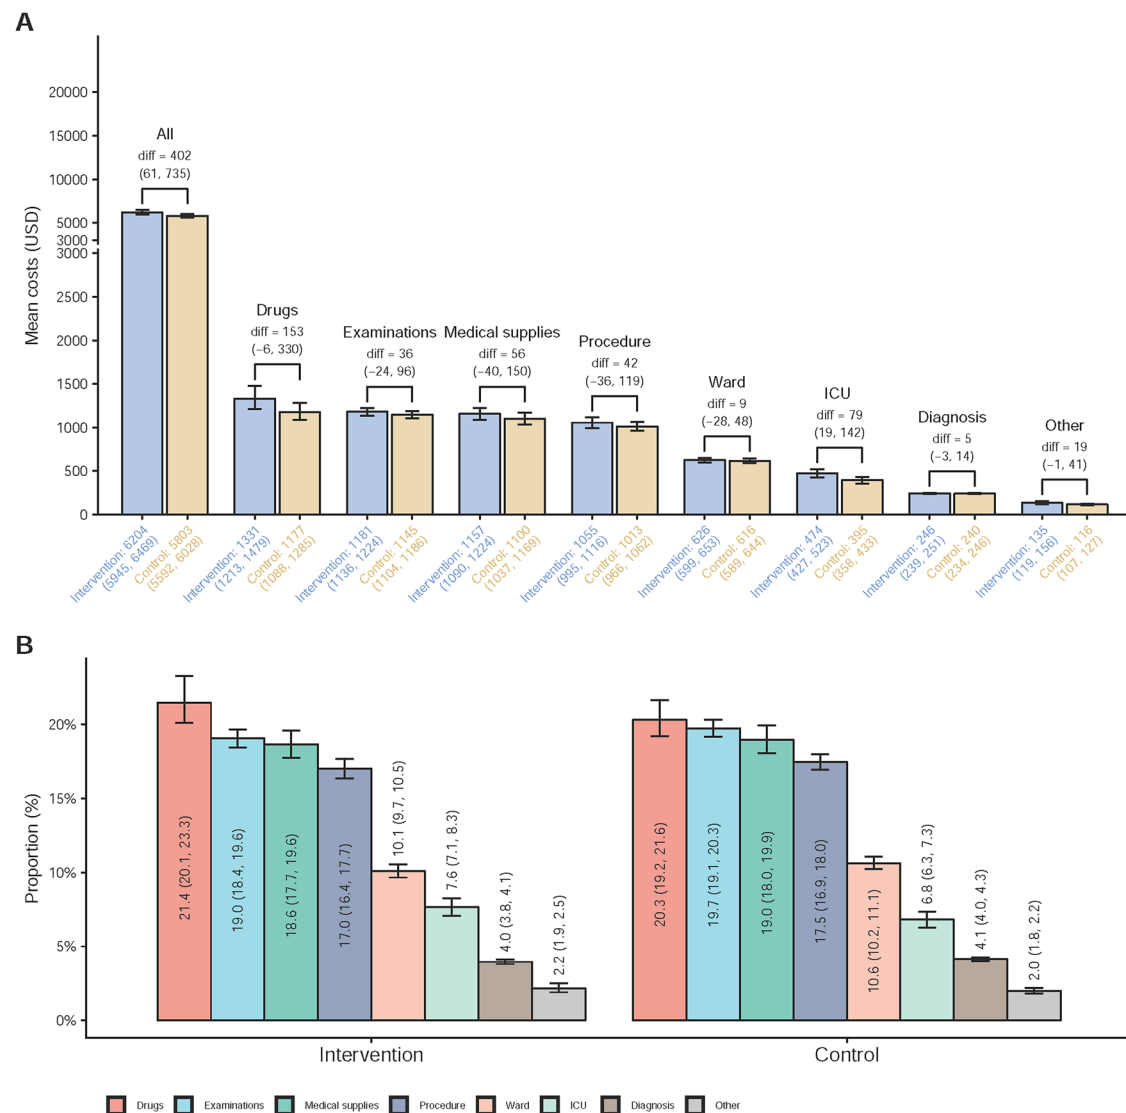 A
Mean costs (USD)
20000
15000
10000
5000
3000
3000
2500
2000
1500
1000
500
0
All
diff = 402
(61, 735)
Drugs
diff = 153
(−6, 330)
Examinations
diff = 36
(−24, 96)
Medical supplies
diff = 56
(−40, 150)
Procedure
diff = 42
(−36, 119)
Ward
diff = 9
(−28, 48)
ICU
diff = 79
(19, 142)
Diagnosis
diff = 5
(−3, 14)
Other
diff = 19
(−1, 41)
Intervention: 6204
(5945, 6469)
Control: 5803
(5592, 6028)
Intervention: 1331
(1213, 1479)
Control: 1177
(1088, 1285)
Intervention: 1181
(1136, 1224)
Control: 1145
(1104, 1186)
Intervention: 1157
(1090, 1224)
Control: 1100
(1037, 1169)
Intervention: 1055
(995, 1116)
Control: 1013
(966, 1062)
Intervention: 626
(599, 653)
Control: 616
(589, 644)
Intervention: 474
(427, 523)
Control: 395
(358, 433)
Intervention: 246
(239, 251)
Control: 240
(234, 246)
Intervention: 135
(119, 156)
Control: 116
(107, 127)
B
Proportion (%)
20%
15%
10%
5%
0%
21.4 (20.1, 23.3)
19.0 (18.4, 19.6)
18.6 (17.7, 19.6)
17.0 (16.4, 17.7)
10.1 (9.7, 10.5)
7.6 (7.1, 8.3)
4.0 (3.8, 4.1)
2.2 (1.9, 2.5)
20.3 (19.2, 21.6)
19.7 (19.1, 20.3)
19.0 (18.0, 19.9)
17.5 (16.9, 18.0)
10.6 (10.2, 11.1)
6.8 (6.3, 7.3)
4.1 (4.0, 4.3)
2.0 (1.8, 2.2)
Intervention
Control
Drugs
Examinations
Medical supplies
Procedure
Ward
ICU
Diagnosis
Other